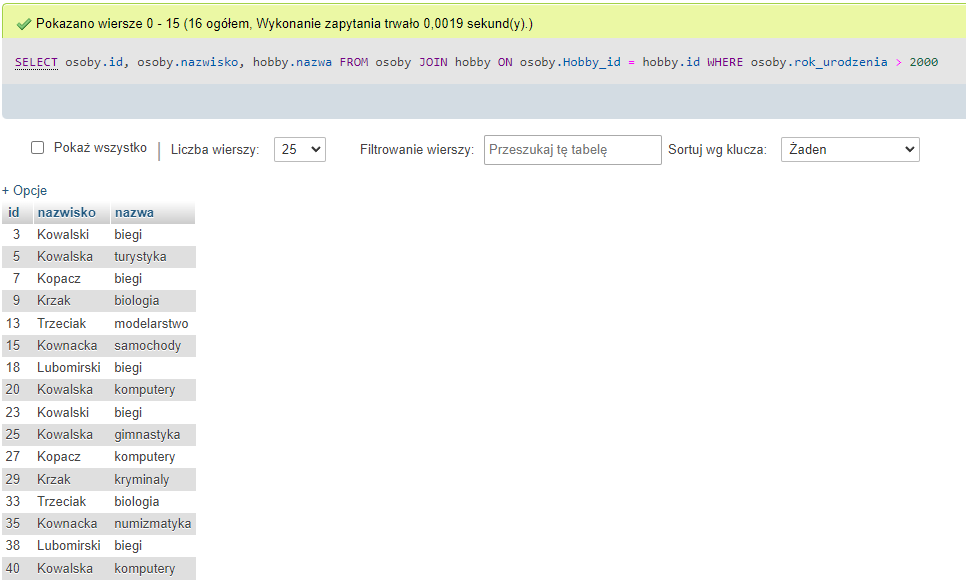 Pokazano wiersze 0 - 15 (16 ogółem, Wykonanie zapytania trwało 0,0019 sekund(y).)
SELECT osoby.id, osoby.nazwisko, hobby.nazwa FROM osoby JOIN hobby ON osoby.Hobby_id = hobby.id WHERE osoby.rok_urodzenia > 2000
Pokaż wszystko | Liczba wierszy: 25 Filtrowanie wierszy: Przeszukaj tę tabelę Sortuj wg klucza: Żaden
+ Opcje
id nazwisko nazwa
3 Kowalski biegi
5 Kowalska turystyka
7 Kopacz biegi
9 Krzak biologia
13 Trzeciak modelarstwo
15 Kownacka samochody
18 Lubomirski biegi
20 Kowalska komputery
23 Kowalski biegi
25 Kowalska gimnastyka
27 Kopacz komputery
29 Krzak kryminaly
33 Trzeciak biologia
35 Kownacka numizmatyka
38 Lubomirski biegi
40 Kowalska komputery